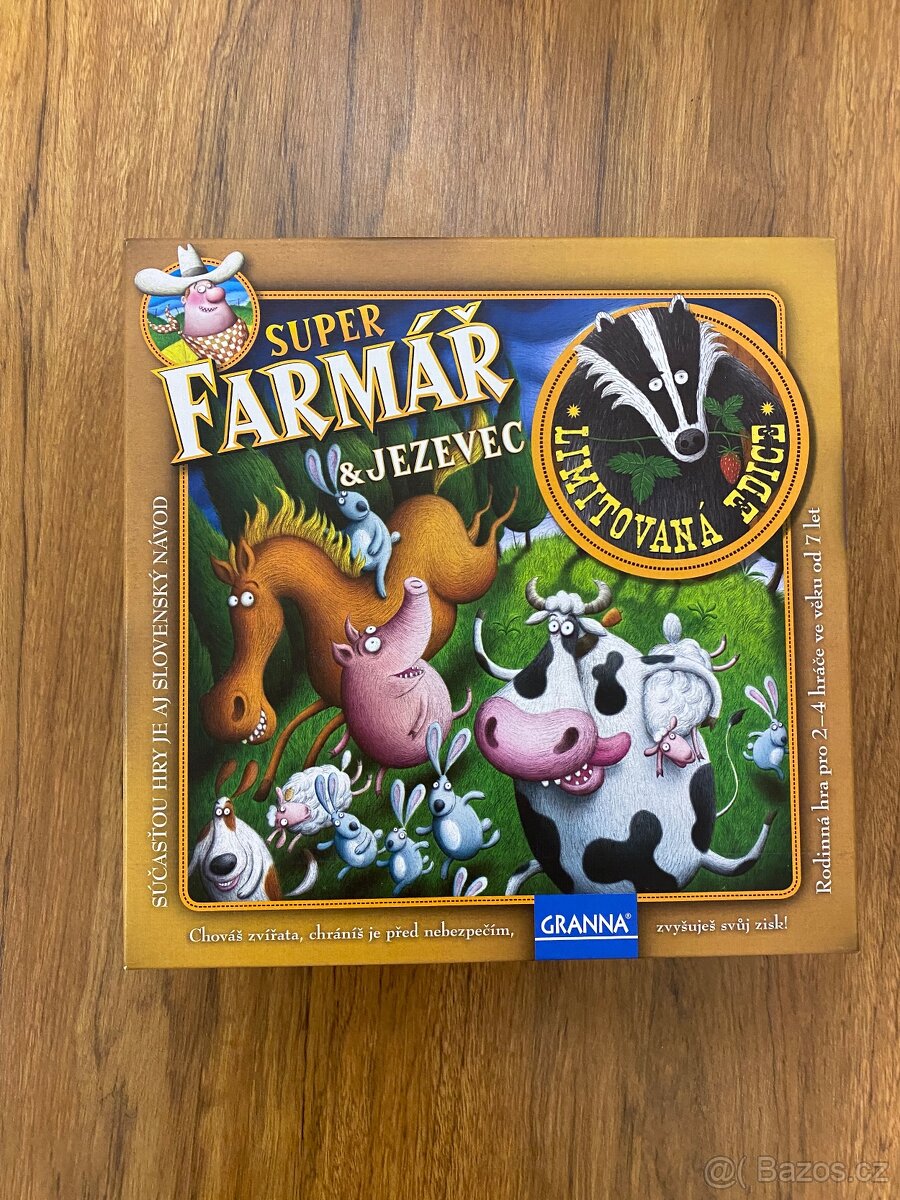 SUPER
FARMÁŘ
& JEZEVEC
LIMITOVANÁ EDICE
SÚČASŤOU HRY JE AJ SLOVENSKÝ NÁVOD
Rodinná hra pro 2–4 hráče ve věku od 7 let
Chováš zvířata, chráníš je před nebezpečím,
GRANNA®
zvyšuješ svůj zisk!
@( Bazos.cz